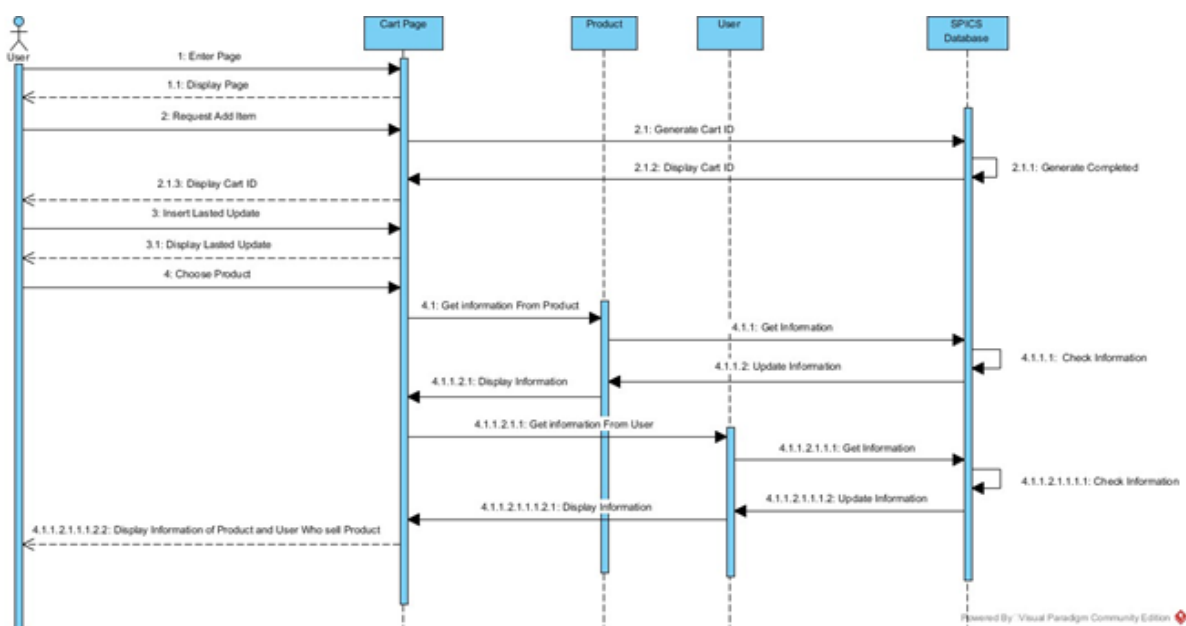 User
Cart Page
Product
User
SPICS
Database
1: Enter Page
1.1: Display Page
2: Request Add Item
2.1: Generate Cart ID
2.1.1: Generate Completed
2.1.2: Display Cart ID
2.1.3: Display Cart ID
3: Insert Lasted Update
3.1: Display Lasted Update
4: Choose Product
4.1: Get information From Product
4.1.1: Get Information
4.1.1.1: Check Information
4.1.1.2: Update Information
4.1.1.2.1: Display Information
4.1.1.2.1.1: Get information From User
4.1.1.2.1.1.1: Get Information
4.1.1.2.1.1.1.1: Check Information
4.1.1.2.1.1.1.2: Update Information
4.1.1.2.1.1.1.2.1: Display Information
4.1.1.2.1.1.1.2.2: Display Information of Product and User Who sell Product
Powered By Visual Paradigm Community Edition